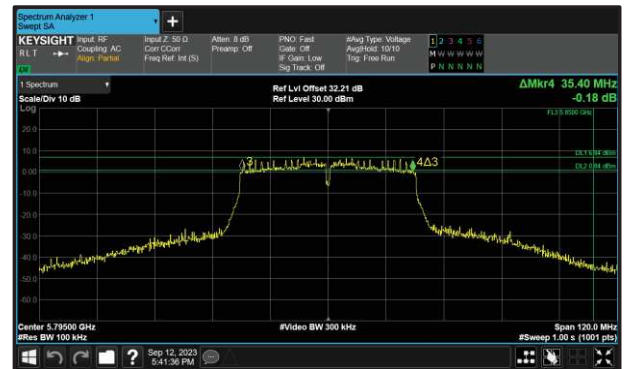 Spectrum Analyzer 1
Swept SA
+
KEYSIGHT
RLT
Input: RF
Coupling: AC
Align: Partial
Input Z: 50 Ω
Corr CCorr
Freq Ref: Int (S)
Atten: 8 dB
Preamp: Off
PNO: Fast
Gate: Off
IF Gain: Low
Sig Track: Off
#Avg Type: Voltage
Avg|Hold: 10/10
Trig: Free Run
1 2 3 4 5 6
M W W W W W
P N N N N N
1 Spectrum
Scale/Div 10 dB
Log
Ref Lvl Offset 32.21 dB
Ref Level 30.00 dBm
ΔMkr4 35.40 MHz
-0.18 dB
FL3 5.8500 GHz
20.0
10.0
0.00
-10.0
-20.0
-30.0
-40.0
-50.0
-60.0
3
4Δ3
Center 5.79500 GHz
#Res BW 100 kHz
#Video BW 300 kHz
Span 120.0 MHz
#Sweep 1.00 s (1001 pts)
?
Sep 12, 2023
5:41:36 PM